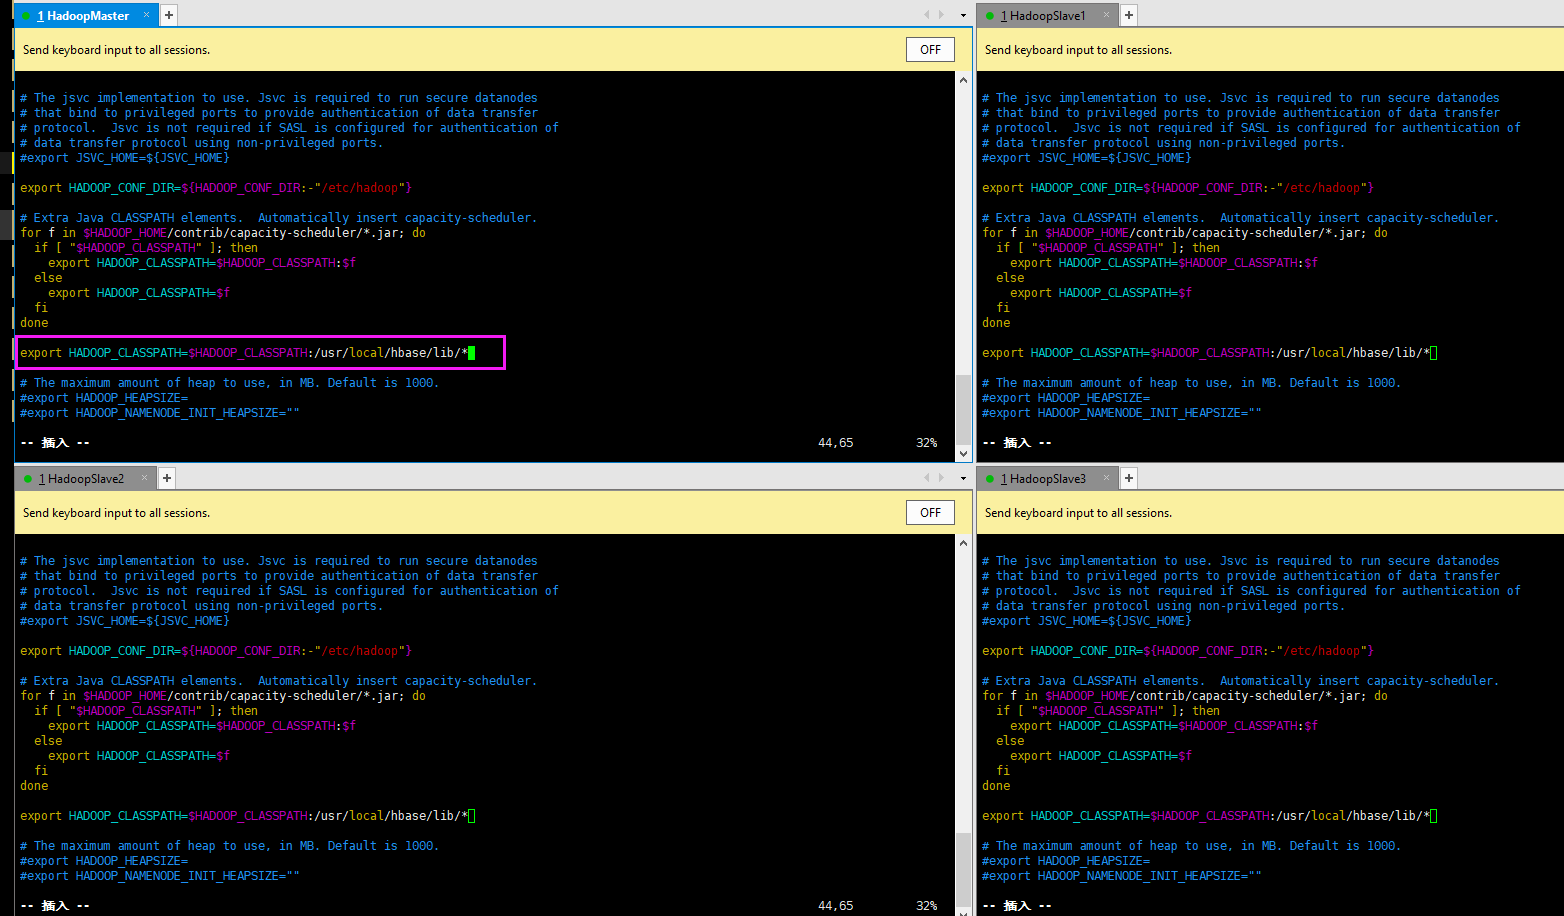 1 HadoopMaster × +
Send keyboard input to all sessions. OFF
# The jsvc implementation to use. Jsvc is required to run secure datanodes
# that bind to privileged ports to provide authentication of data transfer
# protocol.  Jsvc is not required if SASL is configured for authentication of
# data transfer protocol using non-privileged ports.
#export JSVC_HOME=${JSVC_HOME}
export HADOOP_CONF_DIR=${HADOOP_CONF_DIR:-"/etc/hadoop"}
# Extra Java CLASSPATH elements.  Automatically insert capacity-scheduler.
for f in $HADOOP_HOME/contrib/capacity-scheduler/*.jar; do
  if [ "$HADOOP_CLASSPATH" ]; then
    export HADOOP_CLASSPATH=$HADOOP_CLASSPATH:$f
  else
    export HADOOP_CLASSPATH=$f
  fi
done
export HADOOP_CLASSPATH=$HADOOP_CLASSPATH:/usr/local/hbase/lib/*
# The maximum amount of heap to use, in MB. Default is 1000.
#export HADOOP_HEAPSIZE=
#export HADOOP_NAMENODE_INIT_HEAPSIZE=""
-- 插入 -- 44,65 32%
1 HadoopSlave1 × +
Send keyboard input to all sessions.
# The jsvc implementation to use. Jsvc is required to run secure datanodes
# that bind to privileged ports to provide authentication of data transfer
# protocol.  Jsvc is not required if SASL is configured for authentication of
# data transfer protocol using non-privileged ports.
#export JSVC_HOME=${JSVC_HOME}
export HADOOP_CONF_DIR=${HADOOP_CONF_DIR:-"/etc/hadoop"}
# Extra Java CLASSPATH elements.  Automatically insert capacity-scheduler.
for f in $HADOOP_HOME/contrib/capacity-scheduler/*.jar; do
  if [ "$HADOOP_CLASSPATH" ]; then
    export HADOOP_CLASSPATH=$HADOOP_CLASSPATH:$f
  else
    export HADOOP_CLASSPATH=$f
  fi
done
export HADOOP_CLASSPATH=$HADOOP_CLASSPATH:/usr/local/hbase/lib/*
# The maximum amount of heap to use, in MB. Default is 1000.
#export HADOOP_HEAPSIZE=
#export HADOOP_NAMENODE_INIT_HEAPSIZE=""
-- 插入 --
1 HadoopSlave2 × +
Send keyboard input to all sessions. OFF
# The jsvc implementation to use. Jsvc is required to run secure datanodes
# that bind to privileged ports to provide authentication of data transfer
# protocol.  Jsvc is not required if SASL is configured for authentication of
# data transfer protocol using non-privileged ports.
#export JSVC_HOME=${JSVC_HOME}
export HADOOP_CONF_DIR=${HADOOP_CONF_DIR:-"/etc/hadoop"}
# Extra Java CLASSPATH elements.  Automatically insert capacity-scheduler.
for f in $HADOOP_HOME/contrib/capacity-scheduler/*.jar; do
  if [ "$HADOOP_CLASSPATH" ]; then
    export HADOOP_CLASSPATH=$HADOOP_CLASSPATH:$f
  else
    export HADOOP_CLASSPATH=$f
  fi
done
export HADOOP_CLASSPATH=$HADOOP_CLASSPATH:/usr/local/hbase/lib/*
# The maximum amount of heap to use, in MB. Default is 1000.
#export HADOOP_HEAPSIZE=
#export HADOOP_NAMENODE_INIT_HEAPSIZE=""
-- 插入 -- 44,65 32%
1 HadoopSlave3 × +
Send keyboard input to all sessions.
# The jsvc implementation to use. Jsvc is required to run secure datanodes
# that bind to privileged ports to provide authentication of data transfer
# protocol.  Jsvc is not required if SASL is configured for authentication of
# data transfer protocol using non-privileged ports.
#export JSVC_HOME=${JSVC_HOME}
export HADOOP_CONF_DIR=${HADOOP_CONF_DIR:-"/etc/hadoop"}
# Extra Java CLASSPATH elements.  Automatically insert capacity-scheduler.
for f in $HADOOP_HOME/contrib/capacity-scheduler/*.jar; do
  if [ "$HADOOP_CLASSPATH" ]; then
    export HADOOP_CLASSPATH=$HADOOP_CLASSPATH:$f
  else
    export HADOOP_CLASSPATH=$f
  fi
done
export HADOOP_CLASSPATH=$HADOOP_CLASSPATH:/usr/local/hbase/lib/*
# The maximum amount of heap to use, in MB. Default is 1000.
#export HADOOP_HEAPSIZE=
#export HADOOP_NAMENODE_INIT_HEAPSIZE=""
-- 插入 --